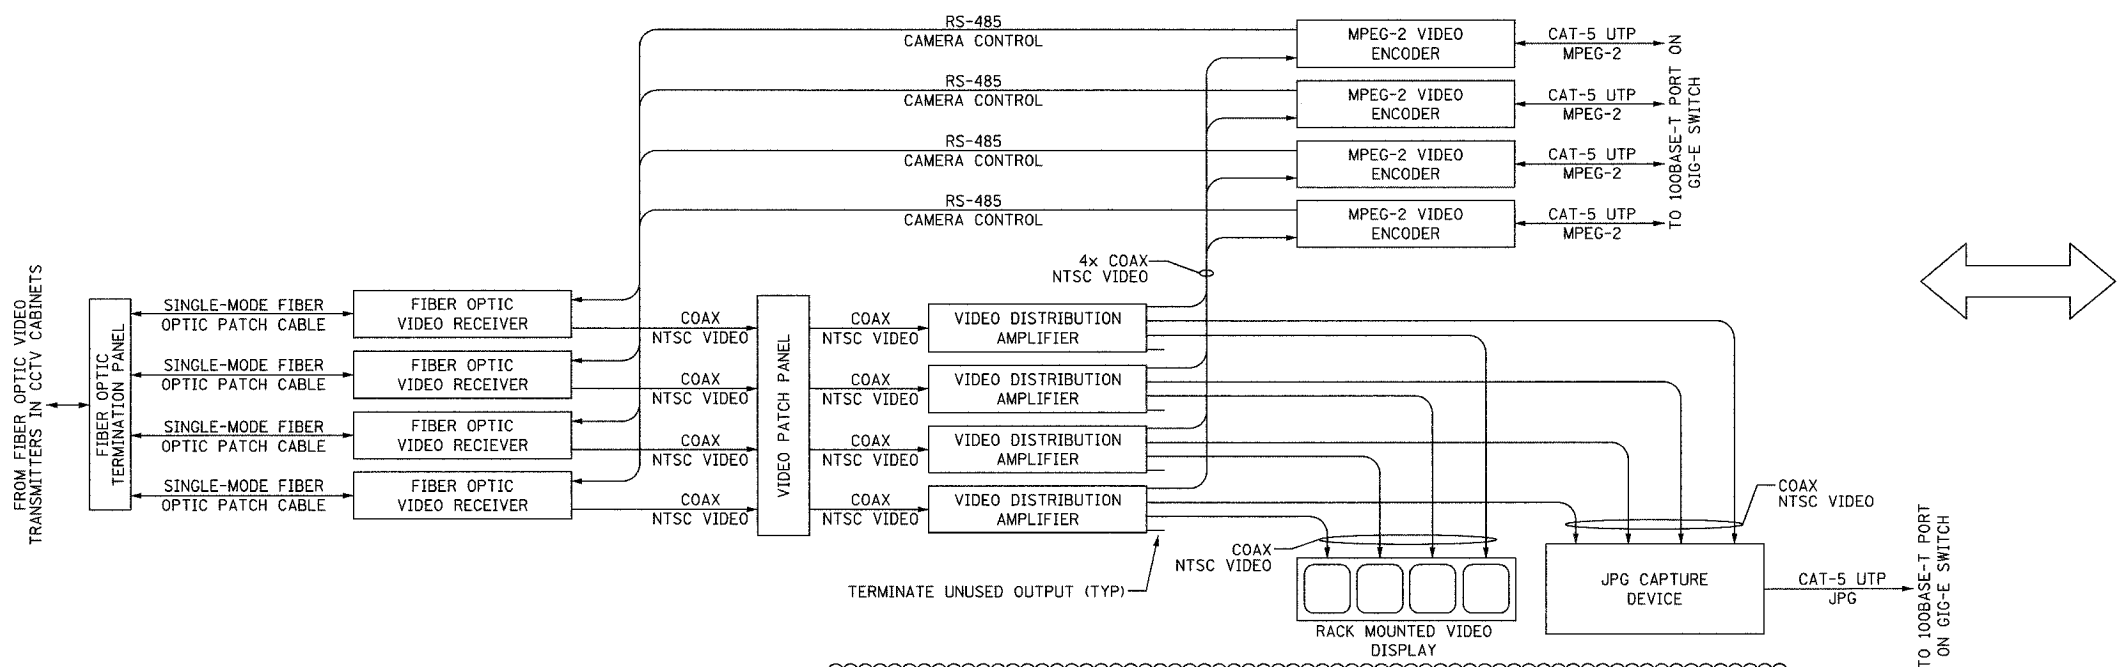 RS-485
CAMERA CONTROL
MPEG-2 VIDEO
ENCODER
CAT-5 UTP
MPEG-2
RS-485
CAMERA CONTROL
MPEG-2 VIDEO
ENCODER
CAT-5 UTP
MPEG-2
RS-485
CAMERA CONTROL
MPEG-2 VIDEO
ENCODER
CAT-5 UTP
MPEG-2
RS-485
CAMERA CONTROL
MPEG-2 VIDEO
ENCODER
CAT-5 UTP
MPEG-2
TO 100BASE-T PORT ON
GIG-E SWITCH
4x COAX
NTSC VIDEO
FROM FIBER OPTIC VIDEO
TRANSMITTERS IN CCTV CABINETS
FIBER OPTIC
TERMINATION PANEL
SINGLE-MODE FIBER
OPTIC PATCH CABLE
FIBER OPTIC
VIDEO RECEIVER
COAX
NTSC VIDEO
SINGLE-MODE FIBER
OPTIC PATCH CABLE
FIBER OPTIC
VIDEO RECEIVER
COAX
NTSC VIDEO
SINGLE-MODE FIBER
OPTIC PATCH CABLE
FIBER OPTIC
VIDEO RECIEVER
COAX
NTSC VIDEO
SINGLE-MODE FIBER
OPTIC PATCH CABLE
FIBER OPTIC
VIDEO RECEIVER
COAX
NTSC VIDEO
VIDEO PATCH PANEL
COAX
NTSC VIDEO
VIDEO DISTRIBUTION
AMPLIFIER
COAX
NTSC VIDEO
VIDEO DISTRIBUTION
AMPLIFIER
COAX
NTSC VIDEO
VIDEO DISTRIBUTION
AMPLIFIER
COAX
NTSC VIDEO
VIDEO DISTRIBUTION
AMPLIFIER
TERMINATE UNUSED OUTPUT (TYP)
COAX
NTSC VIDEO
RACK MOUNTED VIDEO
DISPLAY
COAX
NTSC VIDEO
JPG CAPTURE
DEVICE
CAT-5 UTP
JPG
TO 100BASE-T PORT
ON GIG-E SWITCH